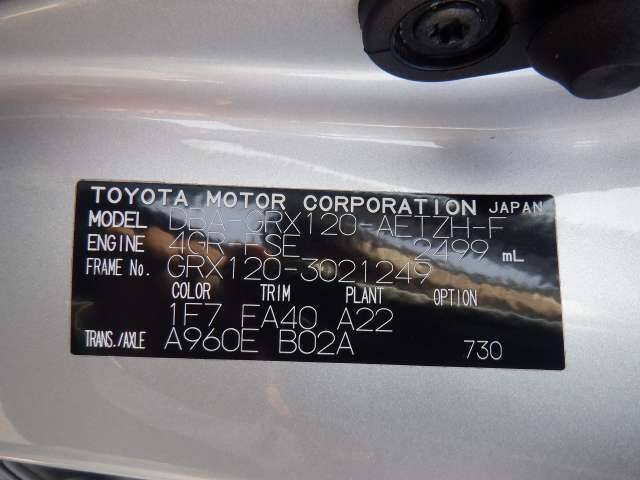 TOYOTA MOTOR CORPORATION JAPAN
MODEL DBA-GRX120-AETZH-F
ENGINE 4GR-FSE 2499 mL
FRAME No. GRX120-3021249
COLOR TRIM PLANT OPTION
1F7 FA40 A22
TRANS./AXLE A960E B02A 730